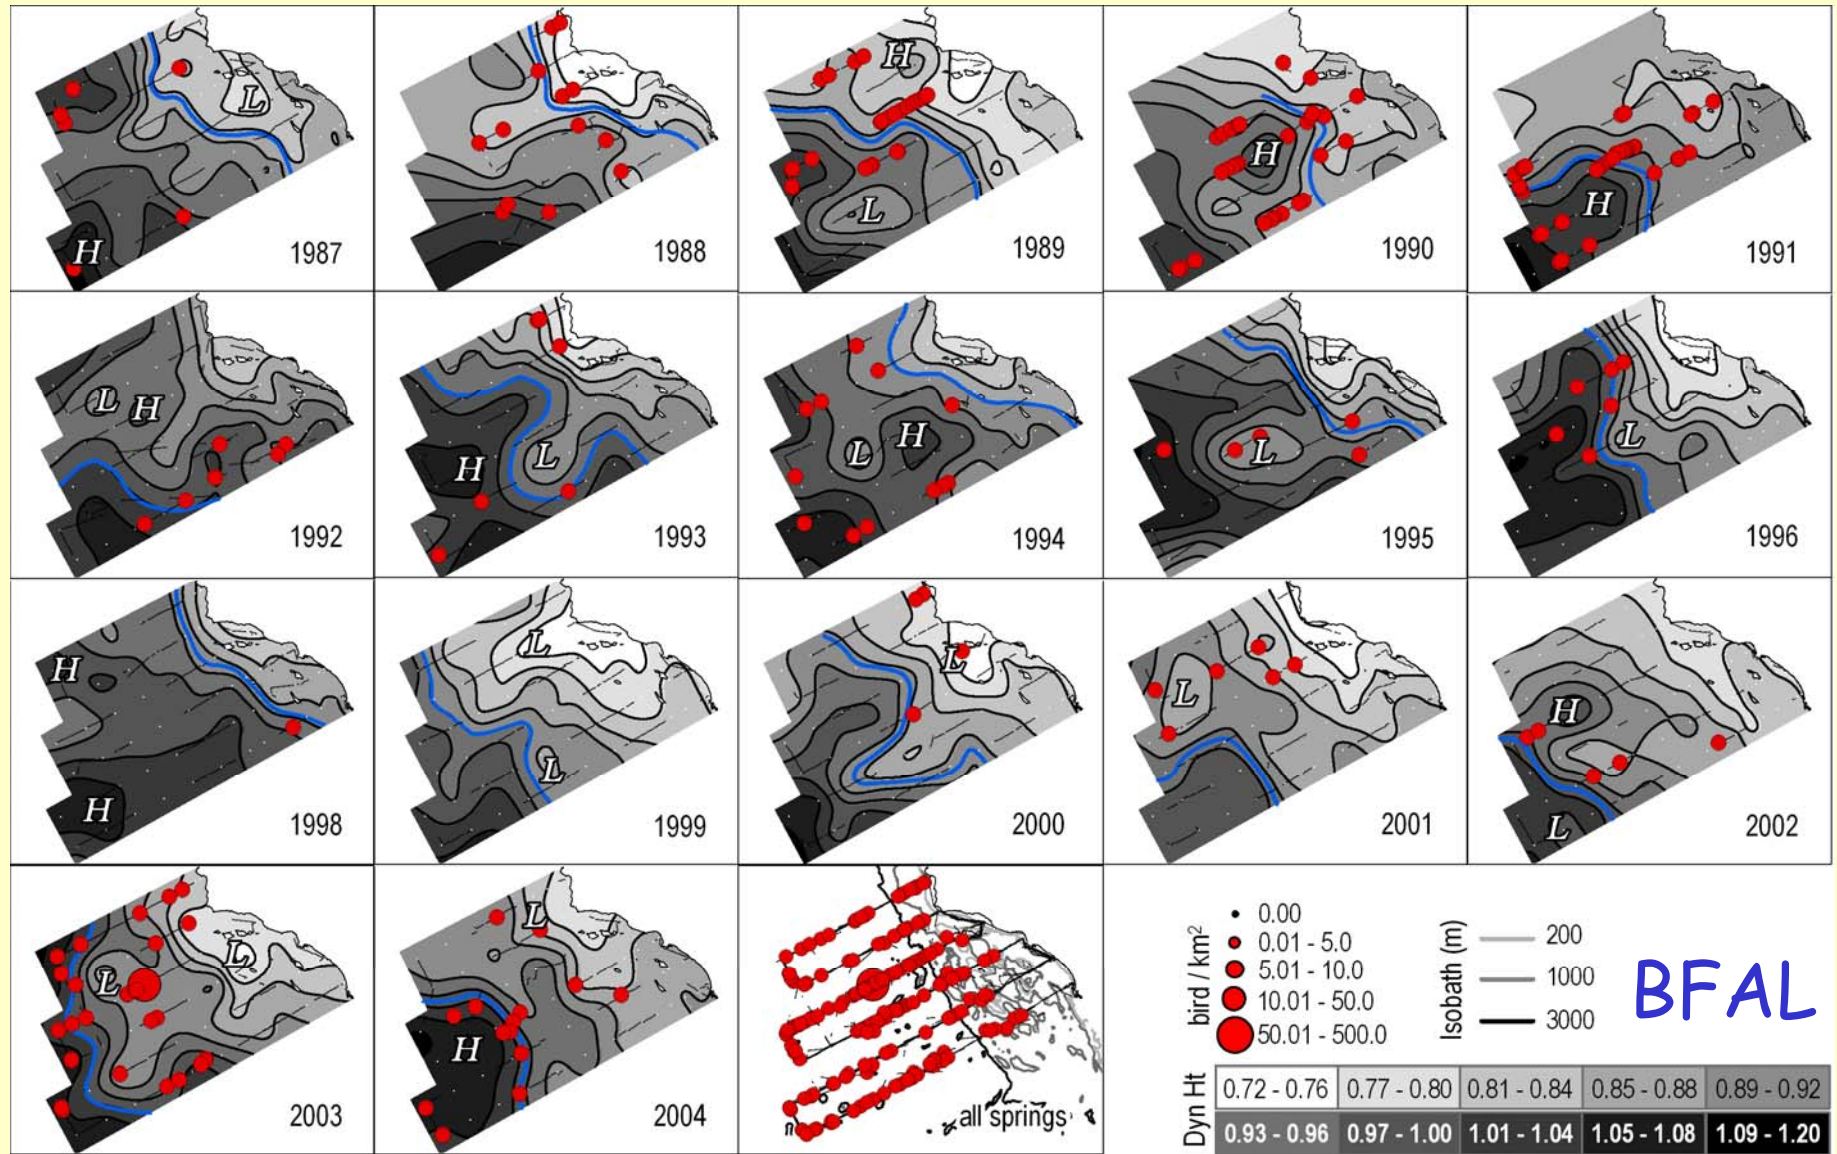 H L 1987
1988
H L 1989
H 1990
H 1991
L H 1992
H L 1993
L H 1994
L 1995
L 1996
H H 1998
L L 1999
L 2000
L 2001
H L 2002
L L 2003
L H 2004
all springs
bird / km²
0.00
0.01 - 5.0
5.01 - 10.0
10.01 - 50.0
50.01 - 500.0
Isobath (m)
200
1000
3000
BFAL
Dyn Ht
0.72 - 0.76 0.77 - 0.80 0.81 - 0.84 0.85 - 0.88 0.89 - 0.92
0.93 - 0.96 0.97 - 1.00 1.01 - 1.04 1.05 - 1.08 1.09 - 1.20